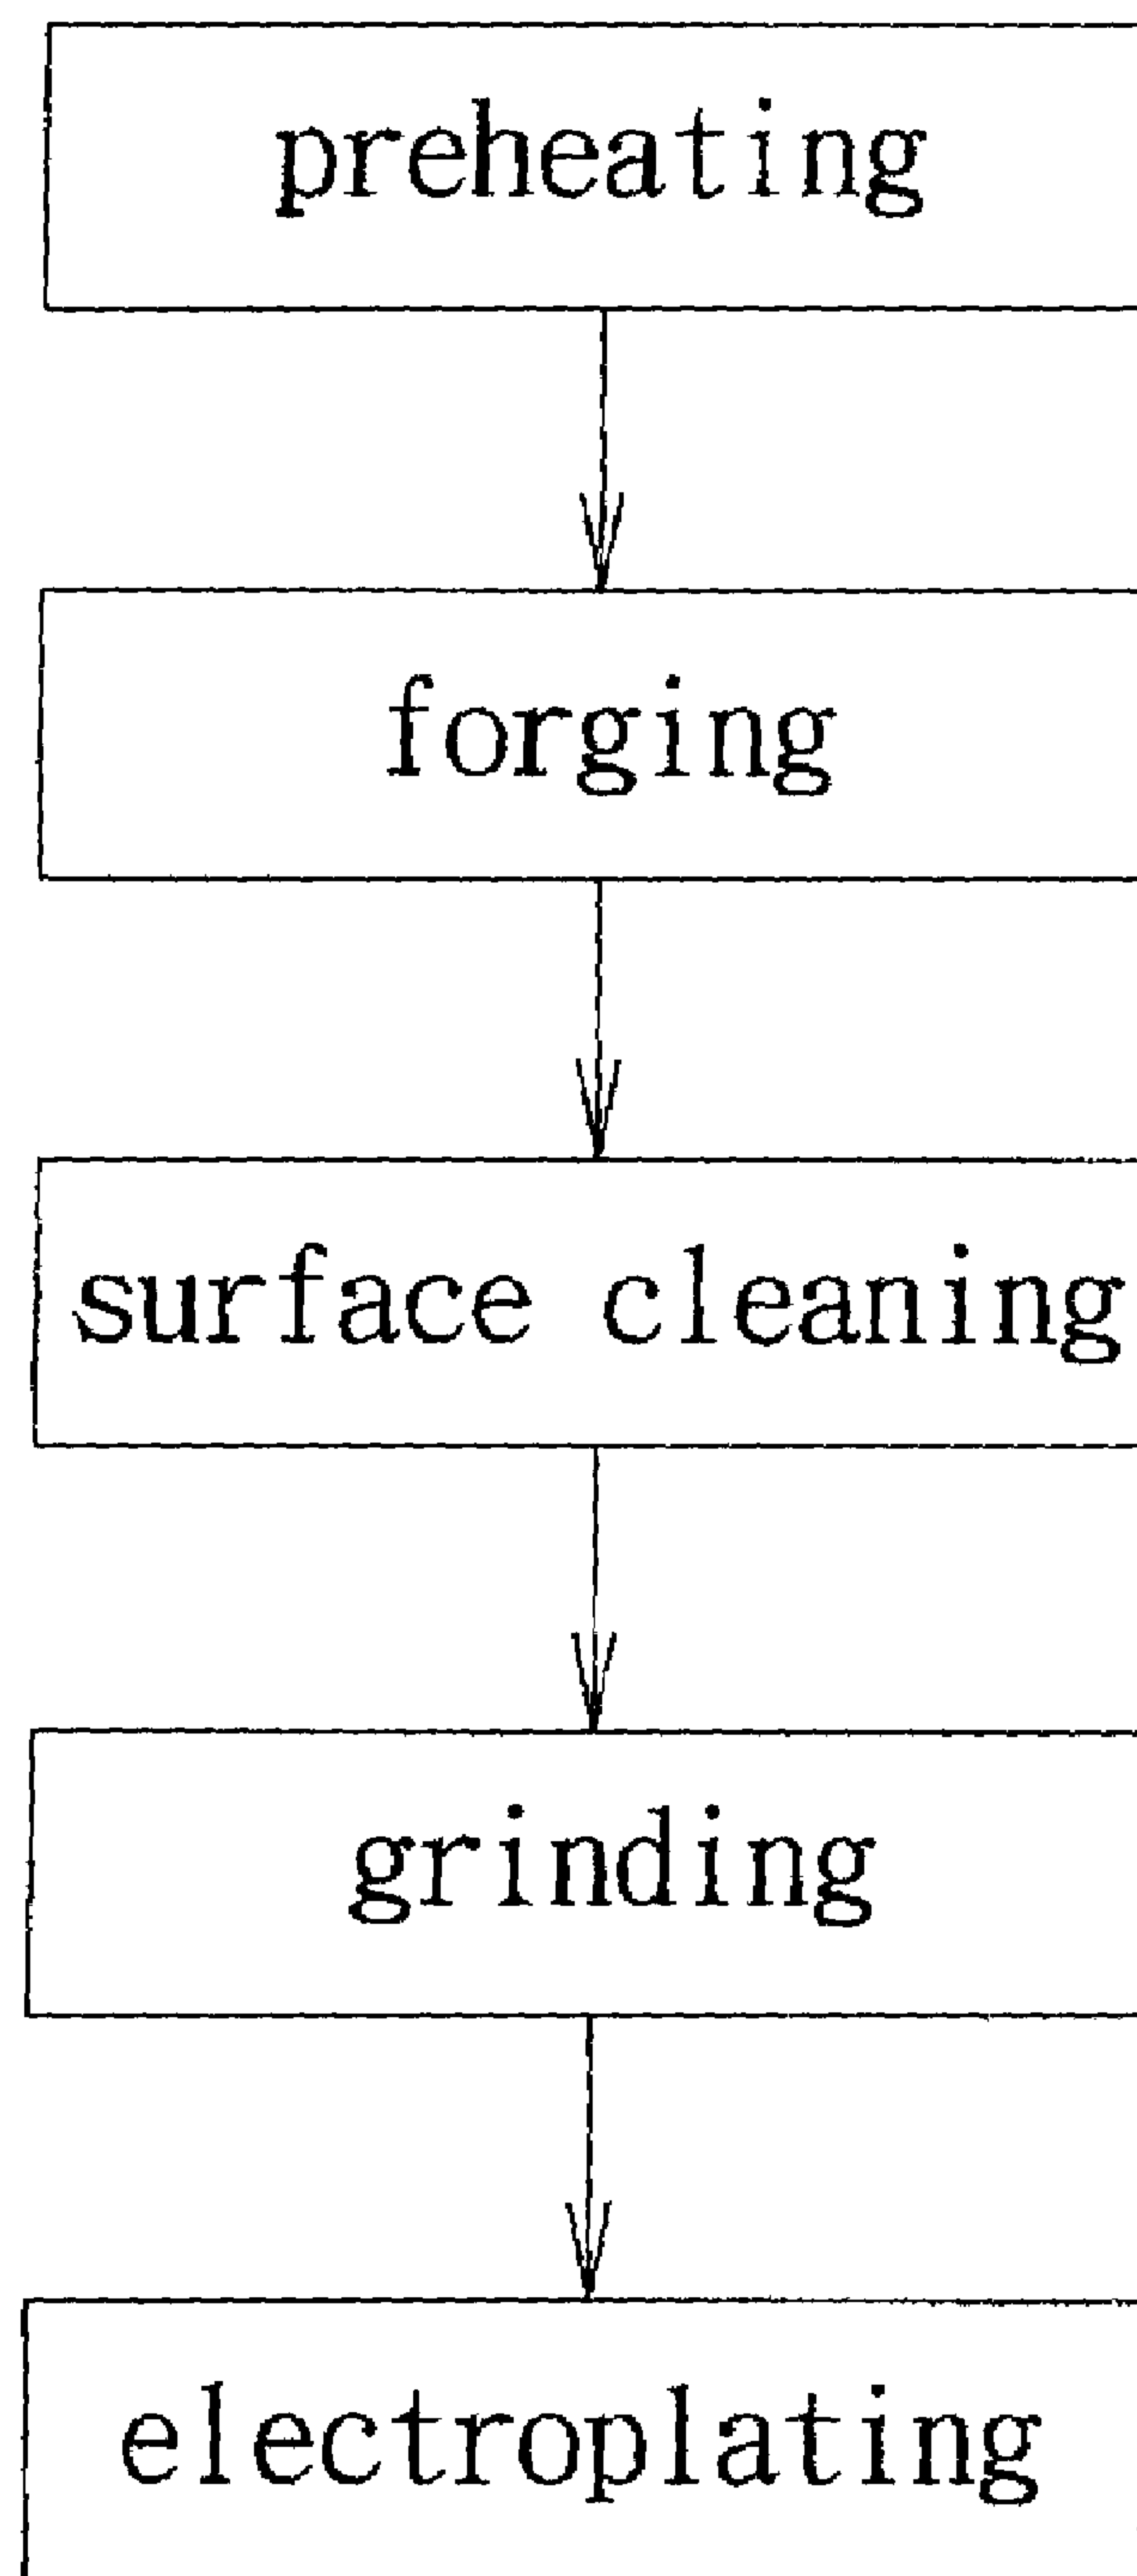 preheating
forging
surface cleaning
grinding
electroplating